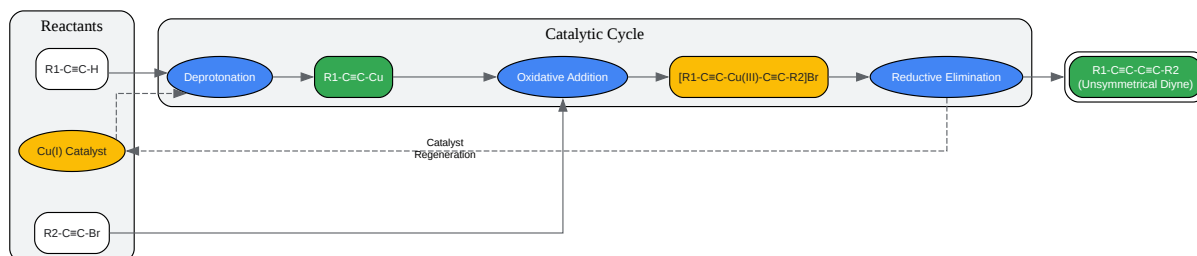 Reactants
Catalytic Cycle
R1-C≡C-H
Deprotonation
R1-C≡C-Cu
Oxidative Addition
[R1-C≡C-Cu(III)-C≡C-R2]Br
Reductive Elimination
R1-C≡C-C≡C-R2
(Unsymmetrical Diyne)
Cu(I) Catalyst
Catalyst
Regeneration
R2-C≡C-Br